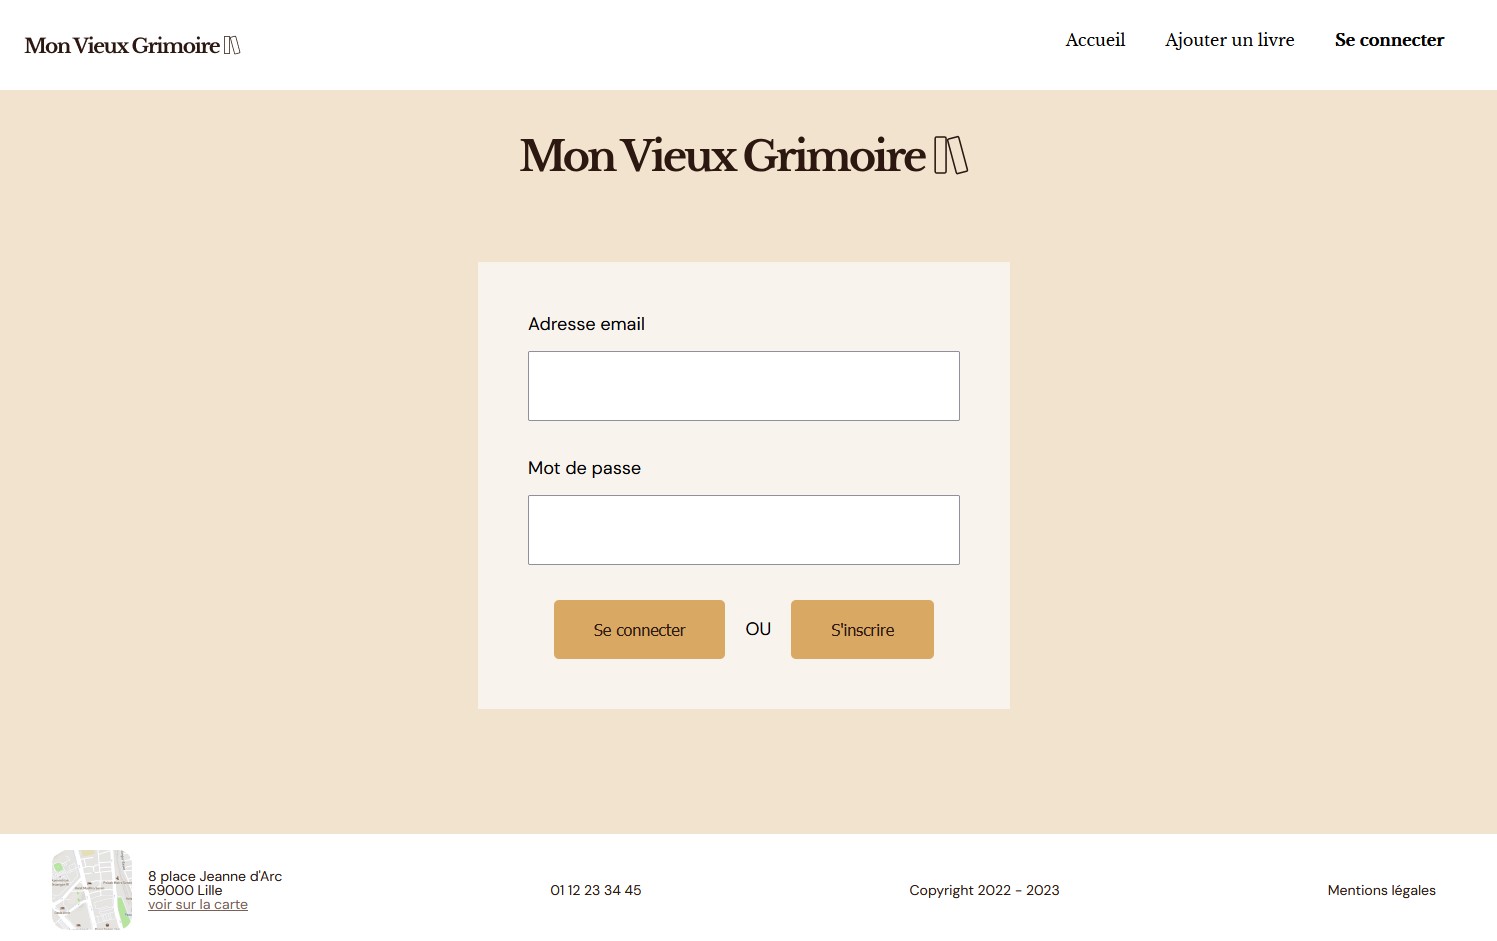 Mon Vieux Grimoire
Accueil
Ajouter un livre
Se connecter
Mon Vieux Grimoire
Adresse email
Mot de passe
Se connecter
OU
S'inscrire
8 place Jeanne d'Arc
59000 Lille
voir sur la carte
01 12 23 34 45
Copyright 2022 - 2023
Mentions légales